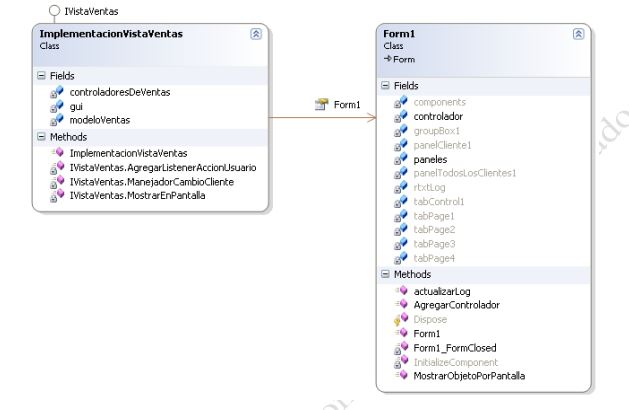 IVistaVentas
ImplementacionVistaVentas
Class
Fields
controladoresDeVentas
gui
modeloVentas
Methods
ImplementacionVistaVentas
IVistaVentas.AgregarListenerAccionUsuario
IVistaVentas.ManejadorCambioCliente
IVistaVentas.MostrarEnPantalla
Form1
Form1
Class
Form
Fields
components
controlador
groupBox1
panelCliente1
paneles
panelTodosLosClientes1
rtxtLog
tabControl1
tabPage1
tabPage2
tabPage3
tabPage4
Methods
actualizarLog
AgregarControlador
Dispose
Form1
Form1_FormClosed
InitializeComponent
MostrarObjetoPorPantalla